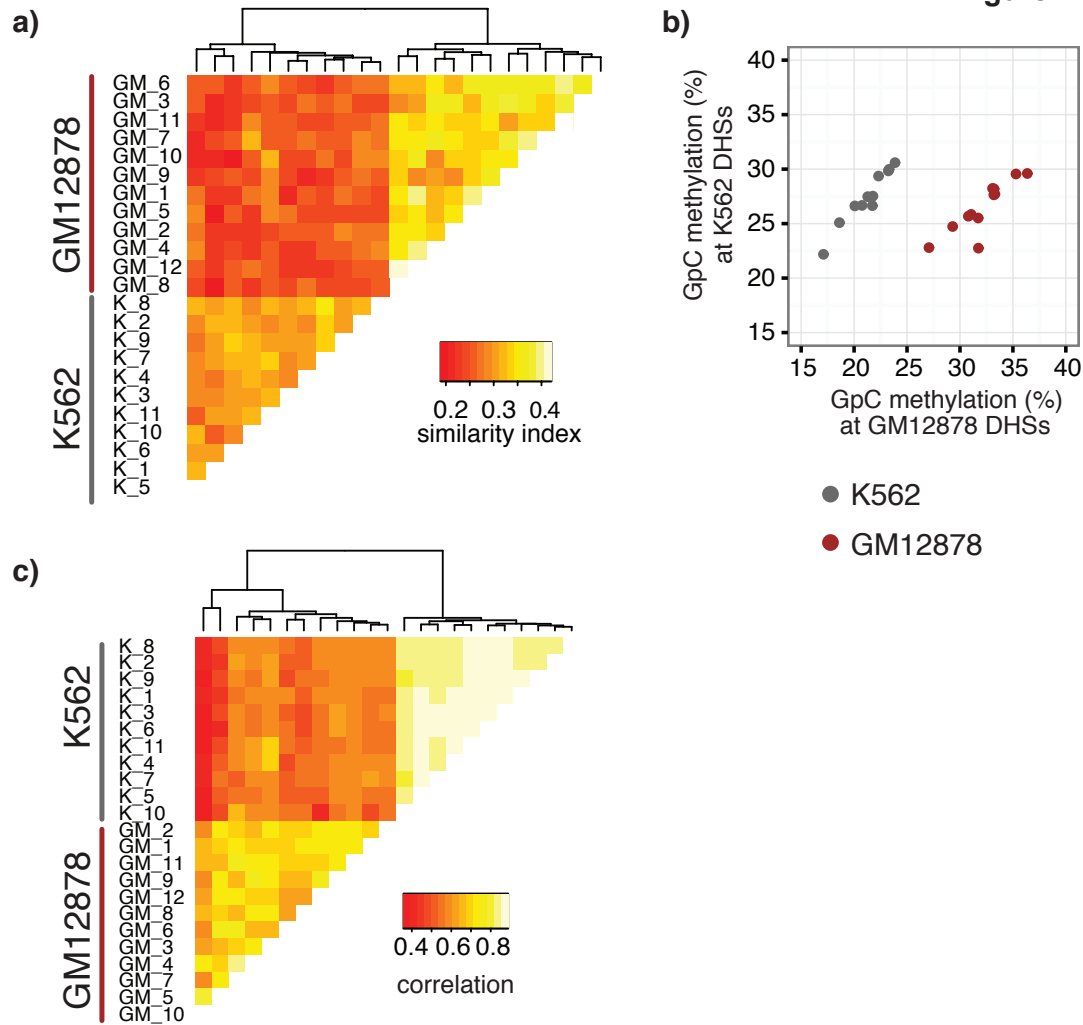 a)
GM12878
GM_6
GM_3
GM_11
GM_7
GM_10
GM_9
GM_1
GM_5
GM_2
GM_4
GM_12
GM_8
K562
K_8
K_2
K_9
K_7
K_4
K_3
K_11
K_10
K_6
K_1
K_5
0.2 0.3 0.4
similarity index
b)
GpC methylation (%)
at K562 DHSs
40
35
30
25
20
15
15 20 25 30 35 40
GpC methylation (%)
at GM12878 DHSs
K562
GM12878
c)
K562
K_8
K_2
K_9
K_1
K_3
K_6
K_11
K_4
K_7
K_5
K_10
GM12878
GM_2
GM_1
GM_11
GM_9
GM_12
GM_8
GM_6
GM_3
GM_4
GM_7
GM_5
GM_10
0.4 0.6 0.8
correlation